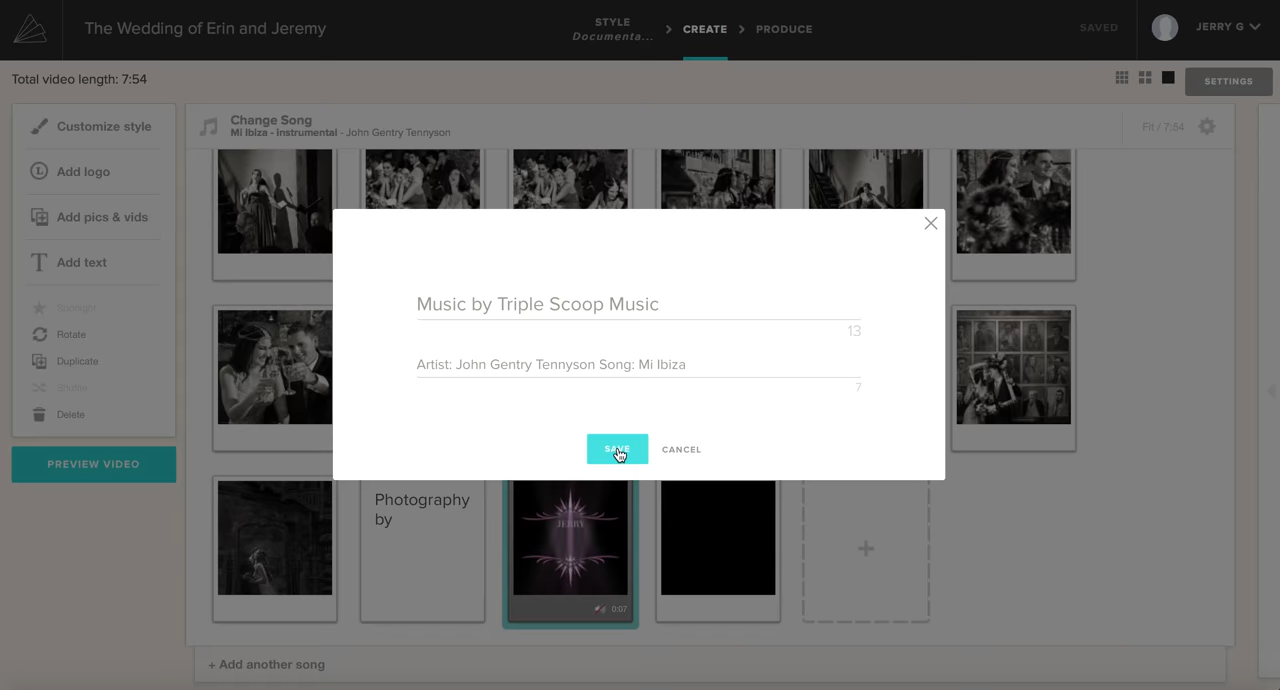 The Wedding of Erin and Jeremy
STYLE
Documenta...
CREATE
PRODUCE
SAVED
JERRY G
Total video length: 7:54
SETTINGS
Customize style
Add logo
Add pics & vids
Add text
Spotlight
Rotate
Duplicate
Shuffle
Delete
PREVIEW VIDEO
Change Song
Mi Ibiza - instrumental - John Gentry Tennyson
Fit / 7:54
Music by Triple Scoop Music
13
Artist: John Gentry Tennyson Song: Mi Ibiza
7
SAVE
CANCEL
Photography
by
JERRY
0:07
+ Add another song